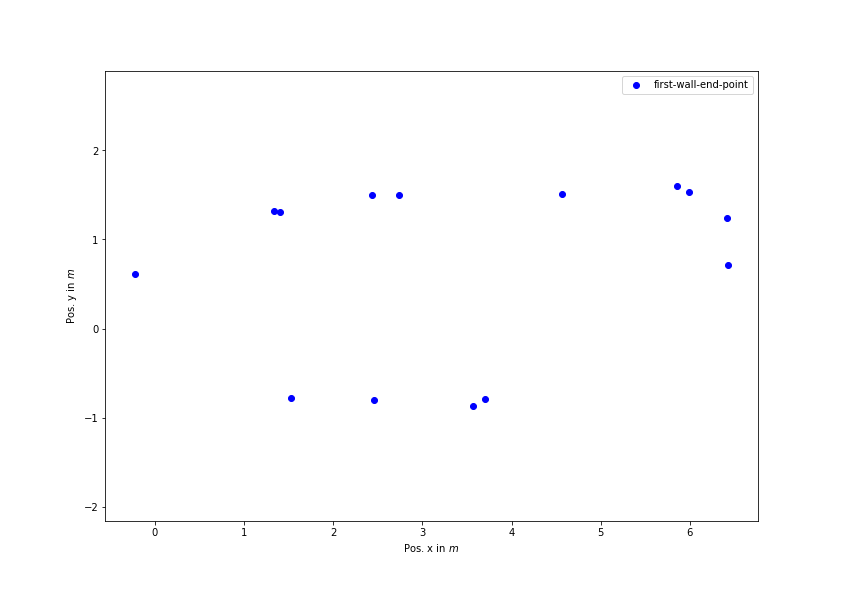 first-wall-end-point
2
1
0
−1
−2
Pos. y in m
0 1 2 3 4 5 6
Pos. x in m